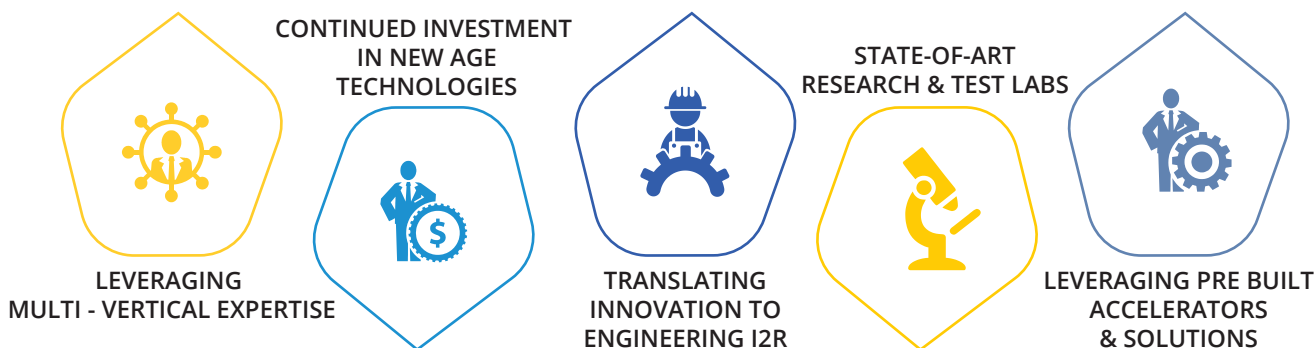 LEVERAGING
MULTI - VERTICAL EXPERTISE
CONTINUED INVESTMENT
IN NEW AGE
TECHNOLOGIES
$
TRANSLATING
INNOVATION TO
ENGINEERING I2R
STATE-OF-ART
RESEARCH & TEST LABS
LEVERAGING PRE BUILT
ACCELERATORS
& SOLUTIONS